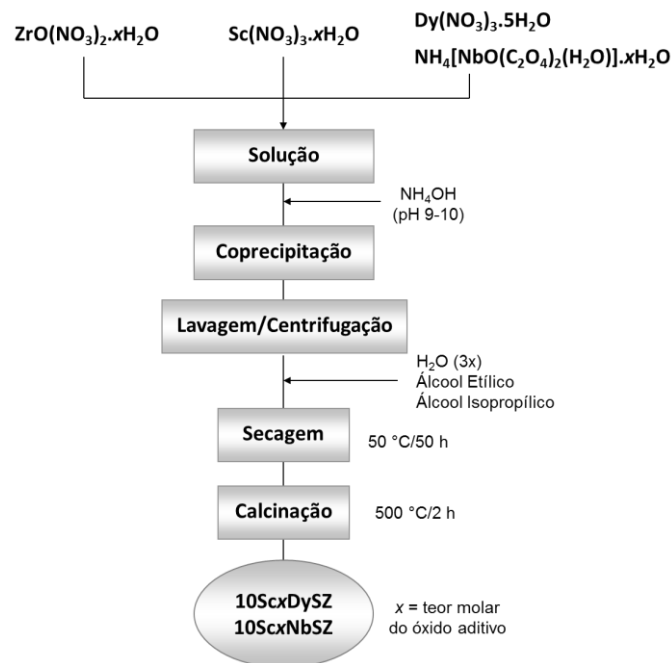 ZrO(NO₃)₂.xH₂O
Sc(NO₃)₃.xH₂O
Dy(NO₃)₃.5H₂O
NH₄[NbO(C₂O₄)₂(H₂O)].xH₂O
Solução
NH₄OH
(pH 9-10)
Coprecipitação
Lavagem/Centrifugação
H₂O (3x)
Álcool Etílico
Álcool Isopropílico
Secagem
50 °C/50 h
Calcinação
500 °C/2 h
10ScxDySZ
10ScxNbSZ
x = teor molar
do óxido aditivo